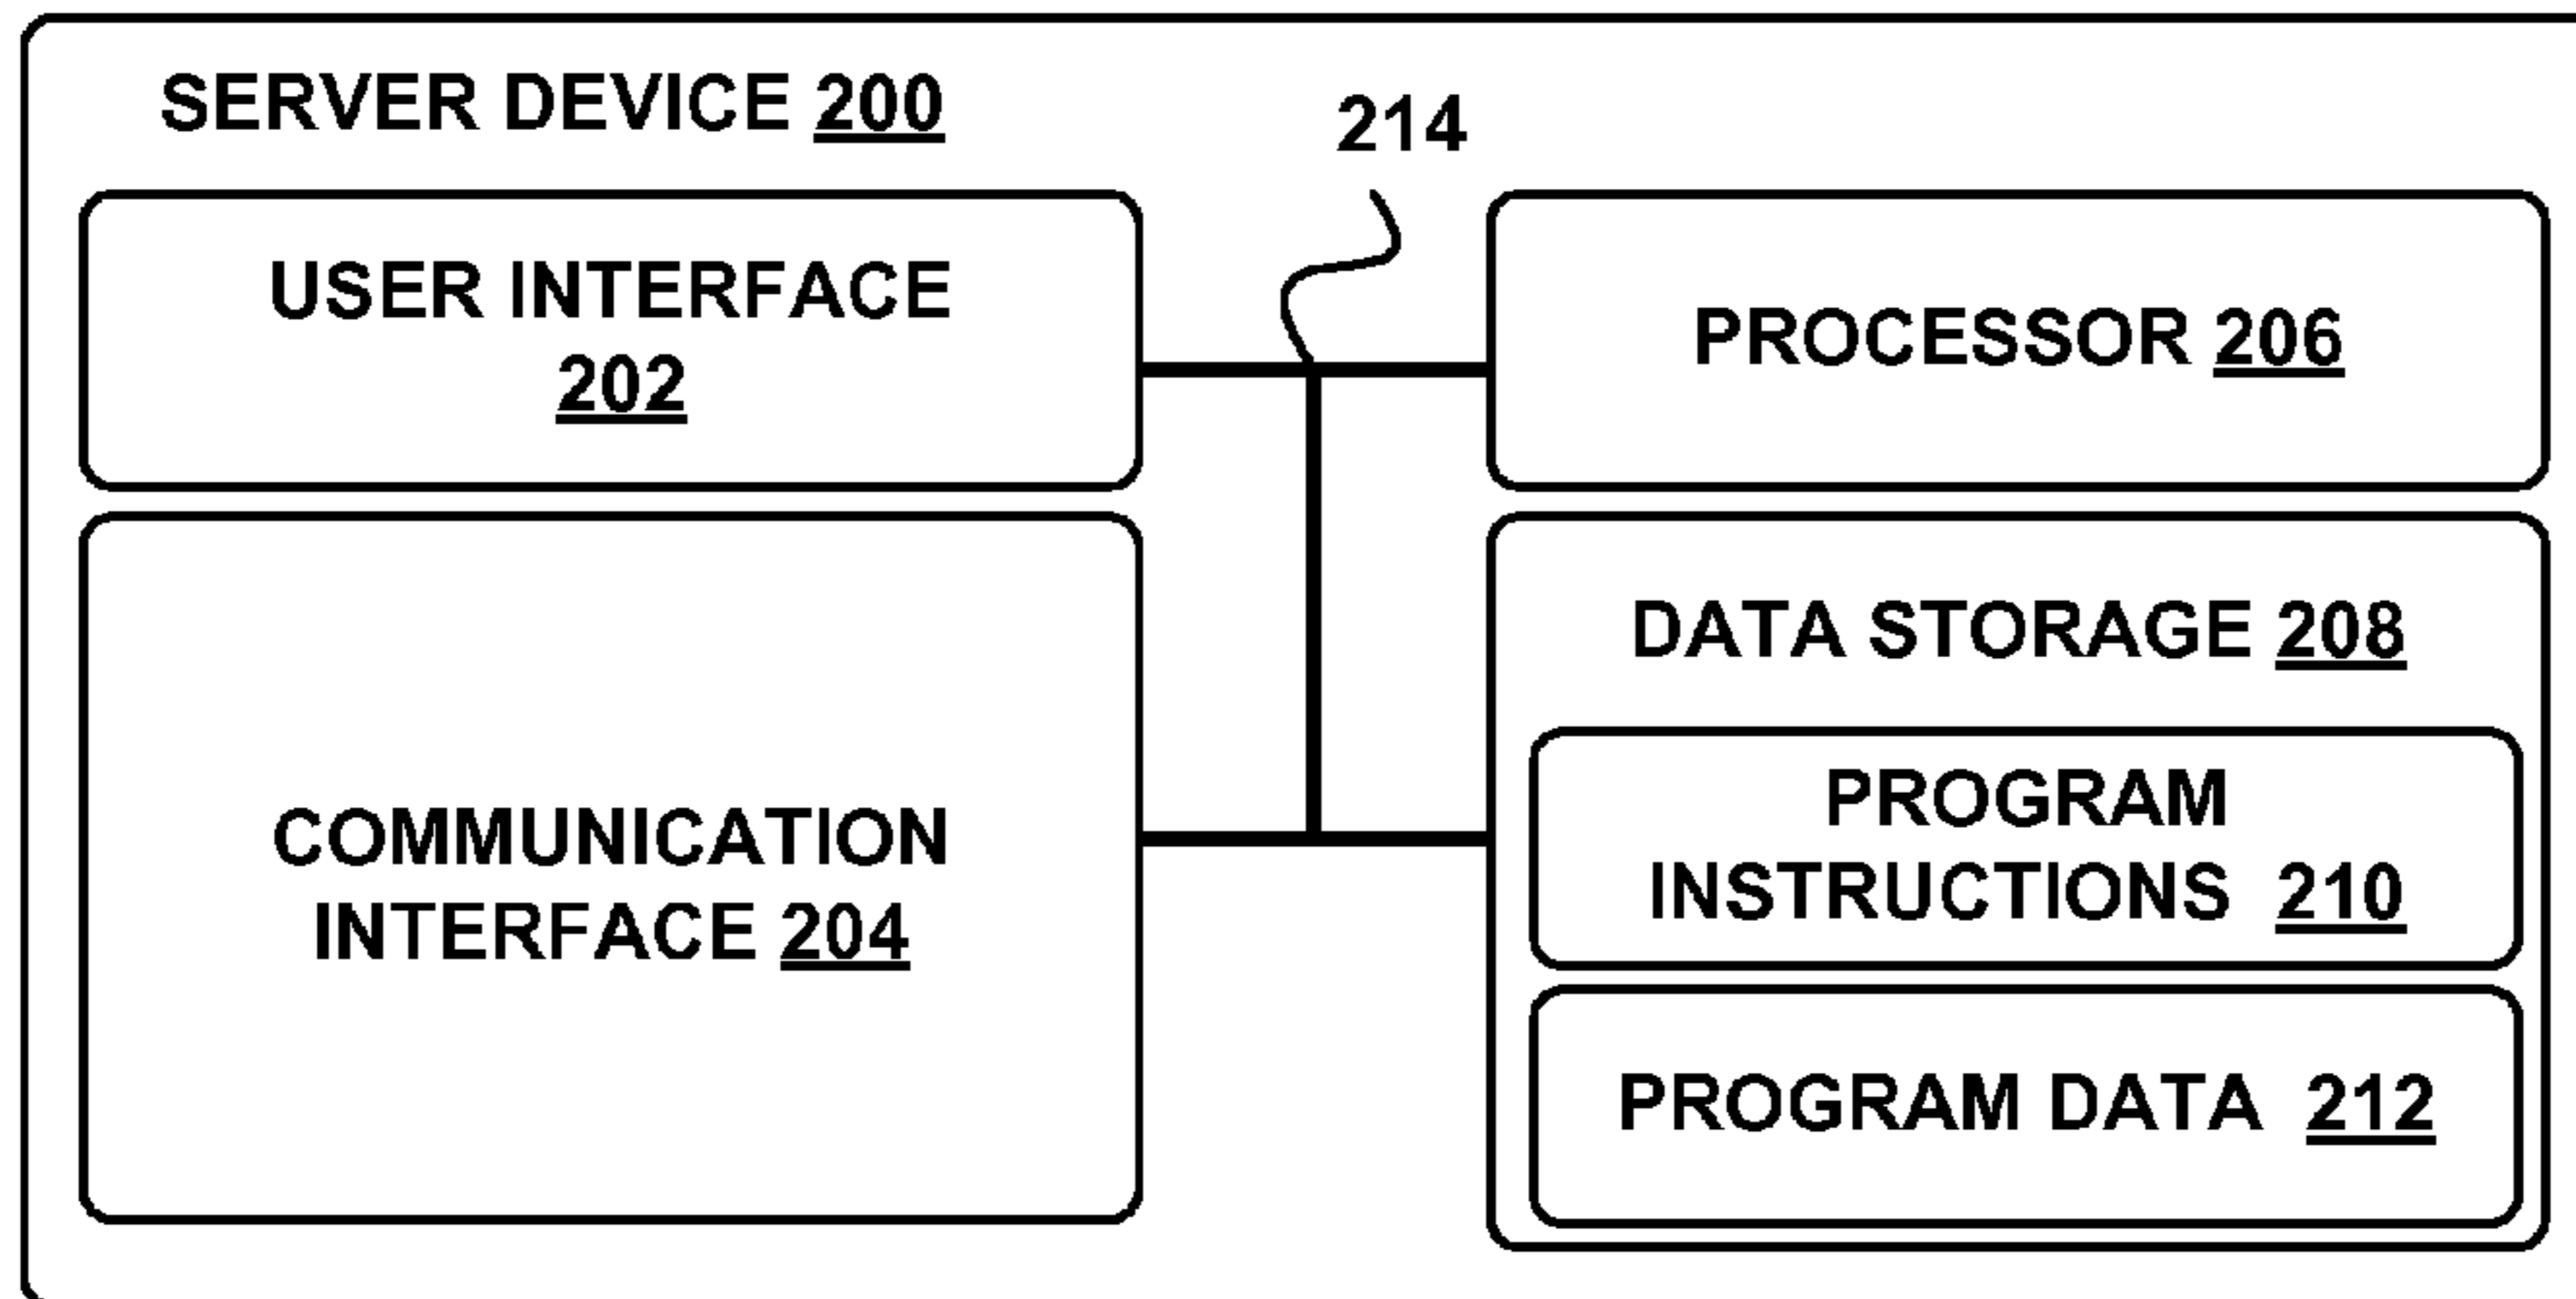 SERVER DEVICE 200
214
USER INTERFACE
202
PROCESSOR 206
COMMUNICATION
INTERFACE 204
DATA STORAGE 208
PROGRAM
INSTRUCTIONS 210
PROGRAM DATA 212